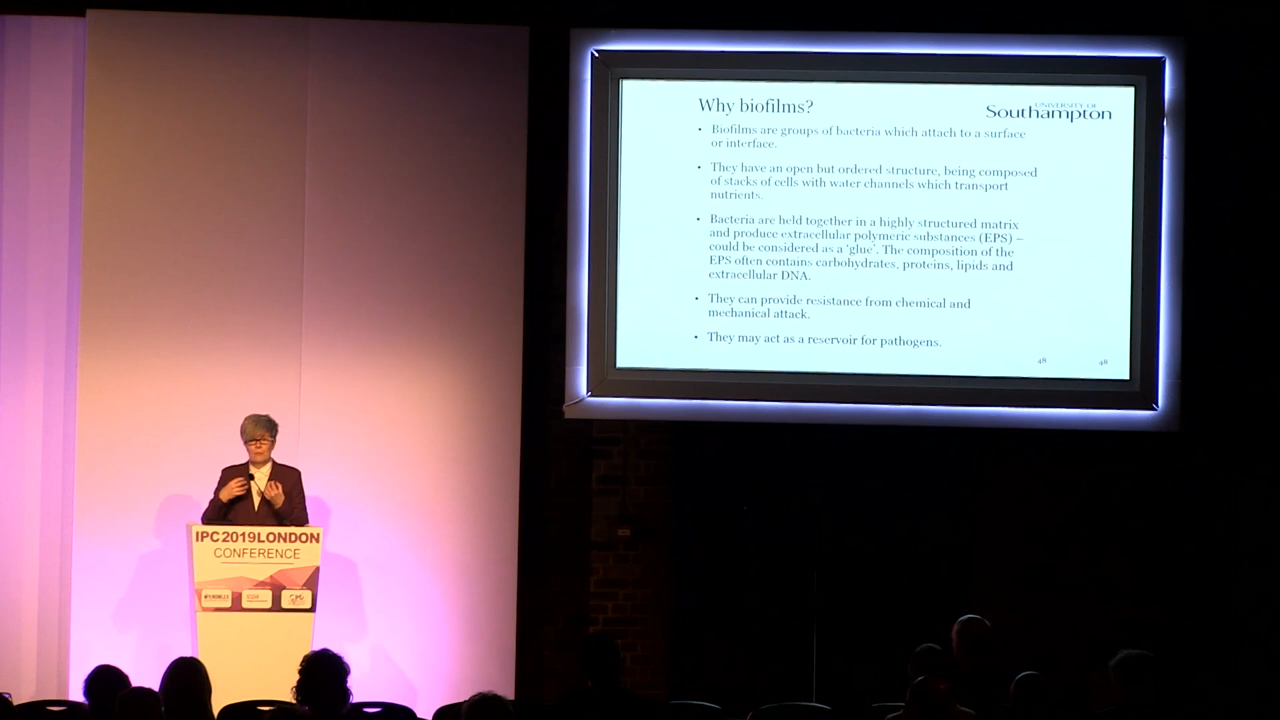 Why biofilms?
UNIVERSITY OF
Southampton
• Biofilms are groups of bacteria which attach to a surface
or interface.
• They have an open but ordered structure, being composed
of stacks of cells with water channels which transport
nutrients.
• Bacteria are held together in a highly structured matrix
and produce extracellular polymeric substances (EPS) –
could be considered as a 'glue'. The composition of the
EPS often contains carbohydrates, proteins, lipids and
extracellular DNA.
• They can provide resistance from chemical and
mechanical attack.
• They may act as a reservoir for pathogens.
48
48
IPC2019LONDON
CONFERENCE